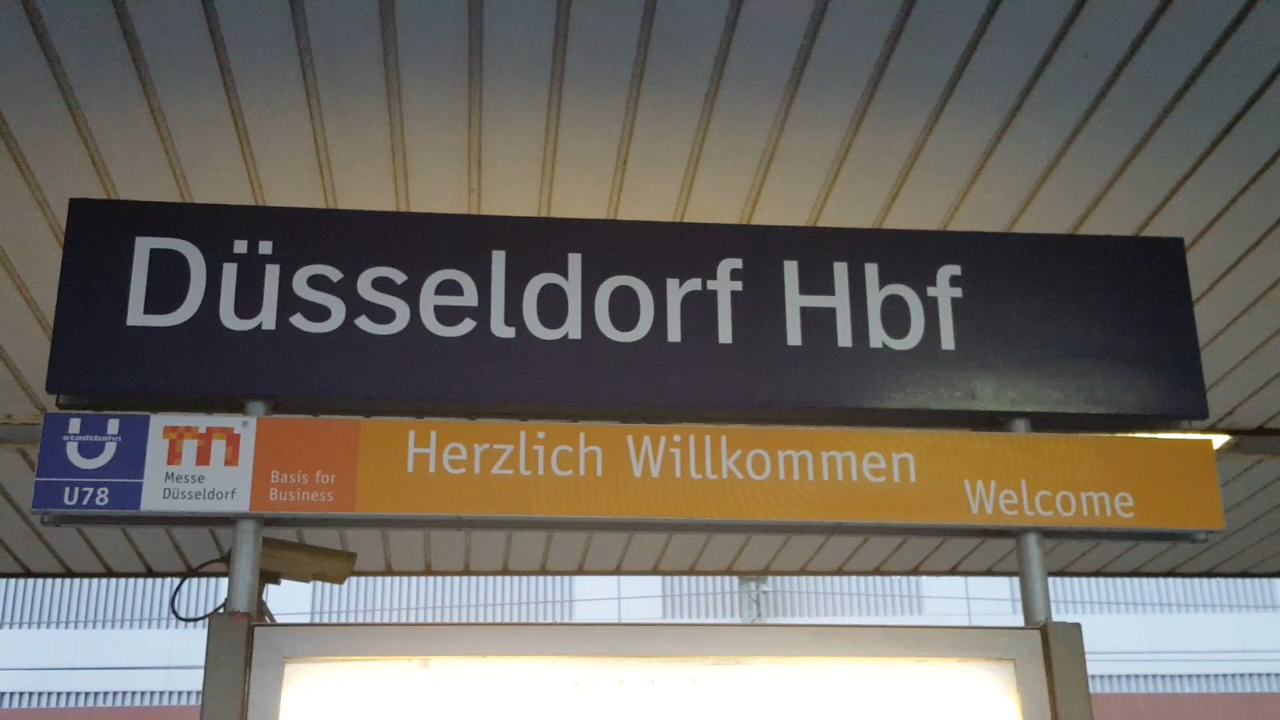 Düsseldorf Hbf
U
stadtbahn
U78
m®
Messe
Düsseldorf
Basis for
Business
Herzlich Willkommen
Welcome